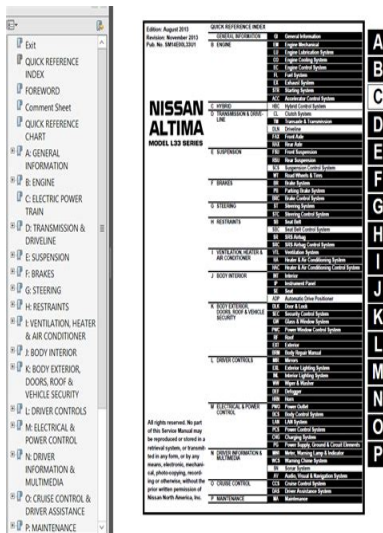 Exit
QUICK REFERENCE
INDEX
FOREWORD
Comment Sheet
QUICK REFERENCE
CHART
A: GENERAL
INFORMATION
B: ENGINE
C: ELECTRIC POWER
TRAIN
D: TRANSMISSION &
DRIVELINE
E: SUSPENSION
F: BRAKES
G: STEERING
H: RESTRAINTS
I: VENTILATION, HEATER
& AIR CONDITIONER
J: BODY INTERIOR
K: BODY EXTERIOR,
DOORS, ROOF &
VEHICLE SECURITY
L: DRIVER CONTROLS
M: ELECTRICAL &
POWER CONTROL
N: DRIVER
INFORMATION &
MULTIMEDIA
O: CRUISE CONTROL &
DRIVER ASSISTANCE
P: MAINTENANCE
Edition: August 2013
Revision: November 2013
Pub. No.
NISSAN
ALTIMA
MODEL L33 SERIES
All rights reserved. No part
of this Service Manual may
be reproduced or stored in a
retrieval system, or transmit-
ted in any form, or by any
means, electronic, mechani-
cal, photo-copying, record-
ing or otherwise, without the
prior written permission of
Nissan North America, Inc.
QUICK REFERENCE INDEX
A GENERAL INFORMATION GI General Information
B ENGINE EM Engine Mechanical
LU Engine Lubrication System
CO Engine Cooling System
EC Engine Control System
FL Fuel System
EX Exhaust System
STR Starting System
ACC Accelerator Control System
C HYBRID HBC Hybrid Control System
D TRANSMISSION & DRIVE-
LINE
CL Clutch System
TM Transaxle & Transmission
DLN Driveline
FAX Front Axle
RAX Rear Axle
E SUSPENSION FSU Front Suspension
RSU Rear Suspension
SCS Suspension Control System
WT Road Wheels & Tires
F BRAKES BR Brake System
PB Parking Brake System
BRC Brake Control System
G STEERING ST Steering System
STC Steering Control System
H RESTRAINTS SB Seat Belt
SBC Seat Belt Control System
SR SRS Airbag
SRC SRS Airbag Control System
I VENTILATION, HEATER &
AIR CONDITIONER
VTL Ventilation System
HA Heater & Air Conditioning System
HAC Heater & Air Conditioning Control System
J BODY INTERIOR INT Interior
IP Instrument Panel
SE Seat
ADP Automatic Drive Positioner
K BODY EXTERIOR,
DOORS, ROOF & VEHICLE
SECURITY
DLK Door & Lock
SEC Security Control System
GW Glass & Window System
PWC Power Window Control System
RF Roof
EXT Exterior
BRM Body Repair Manual
L DRIVER CONTROLS MIR Mirrors
EXL Exterior Lighting System
INL Interior Lighting System
WW Wiper & Washer
DEF Defogger
HRN Horn
M ELECTRICAL & POWER
CONTROL
PWO Power Outlet
BCS Body Control System
LAN LAN System
PCS Power Control System
CHG Charging System
PG Power Supply, Ground & Circuit Elements
N DRIVER INFORMATION &
MULTIMEDIA
MWI Meter, Warning Lamp & Indicator
WCS Warning Chime System
SN Sonar System
AV Audio, Visual & Navigation System
O CRUISE CONTROL CCS Cruise Control System
DAS Driver Assistance System
P MAINTENANCE MA Maintenance
A
B
C
D
E
F
G
H
I
J
K
L
M
N
O
P